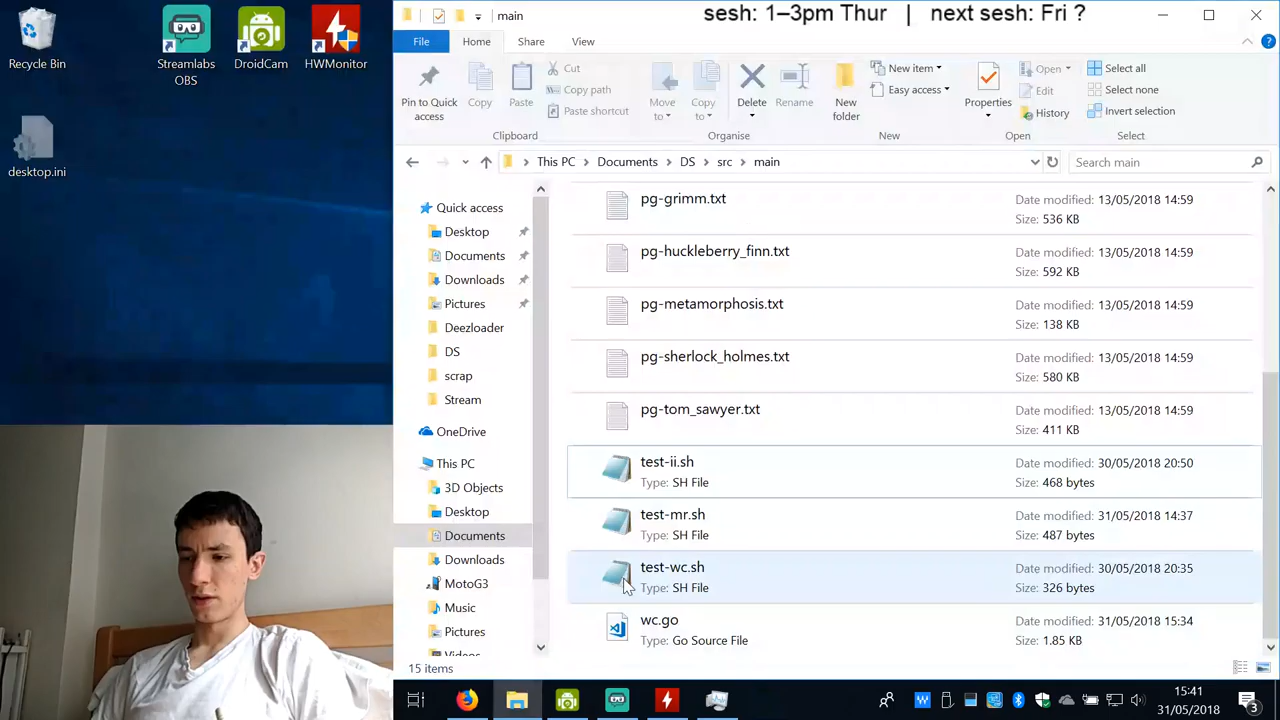 main
sesh: 1–3pm Thur | next sesh: Fri ?
File Home Share View
Recycle Bin
Streamlabs OBS
DroidCam
HWMonitor
desktop.ini
Pin to Quick access
Copy
Paste
Cut
Copy path
Paste shortcut
Clipboard
Move to
Copy to
Delete
Rename
Organise
New folder
New item
Easy access
New
Properties
Open
Edit
History
Open
Select all
Select none
Invert selection
Select
This PC Documents DS src main
Search main
Quick access
Desktop
Documents
Downloads
Pictures
Deezloader
DS
scrap
Stream
OneDrive
This PC
3D Objects
Desktop
Documents
Downloads
MotoG3
Music
Pictures
Videos
pg-grimm.txt Date modified: 13/05/2018 14:59
Size: 536 KB
pg-huckleberry_finn.txt Date modified: 13/05/2018 14:59
Size: 592 KB
pg-metamorphosis.txt Date modified: 13/05/2018 14:59
Size: 138 KB
pg-sherlock_holmes.txt Date modified: 13/05/2018 14:59
Size: 580 KB
pg-tom_sawyer.txt Date modified: 13/05/2018 14:59
Size: 411 KB
test-ii.sh Date modified: 30/05/2018 20:50
Type: SH File Size: 468 bytes
test-mr.sh Date modified: 31/05/2018 14:37
Type: SH File Size: 487 bytes
test-wc.sh Date modified: 30/05/2018 20:35
Type: SH File Size: 326 bytes
wc.go Date modified: 31/05/2018 15:34
Type: Go Source File Size: 1.85 KB
15 items
15:41
31/05/2018
3